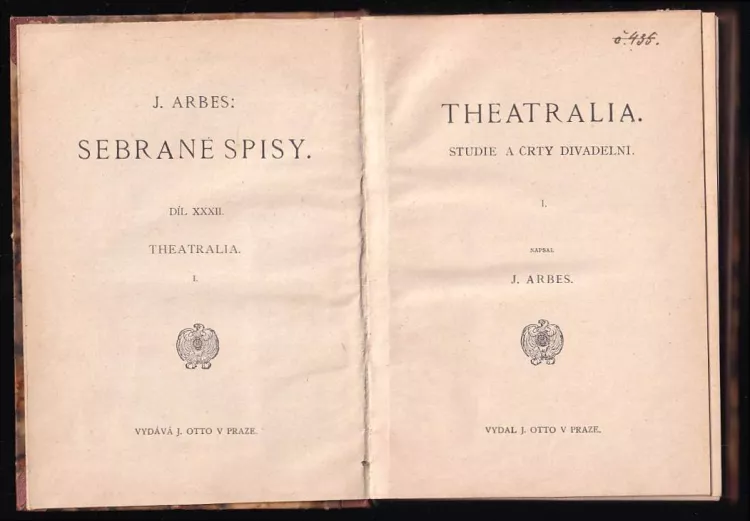 J. ARBES:
SEBRANÉ SPISY.
DÍL XXXII.
THEATRALIA.
I.
VYDÁVÁ J. OTTO V PRAZE.
č. 435.
THEATRALIA.
STUDIE A ČRTY DIVADELNÍ.
I.
NAPSAL
J. ARBES.
VYDAL J. OTTO V PRAZE.